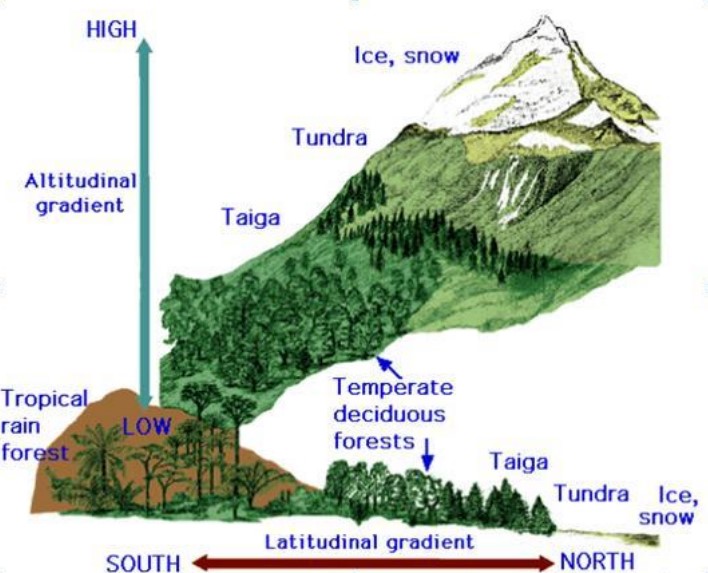 HIGH
Ice, snow
Tundra
Altitudinal
gradient
Taiga
Tropical
rain
forest
LOW
Temperate
deciduous
forests
Taiga
Tundra
Ice,
snow
Latitudinal gradient
SOUTH
NORTH